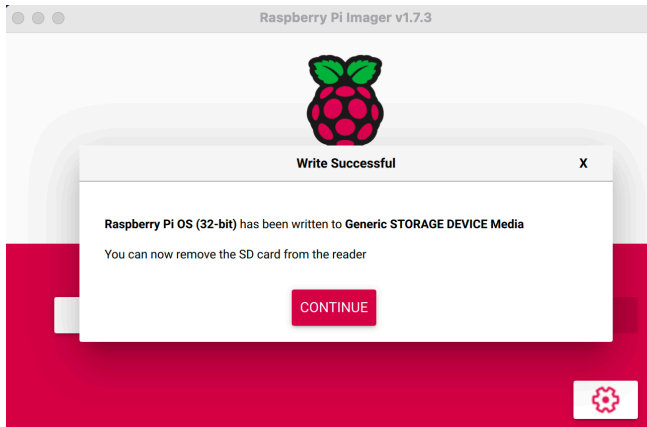 Raspberry Pi Imager v1.7.3
Write Successful
X
Raspberry Pi OS (32-bit) has been written to Generic STORAGE DEVICE Media
You can now remove the SD card from the reader
CONTINUE